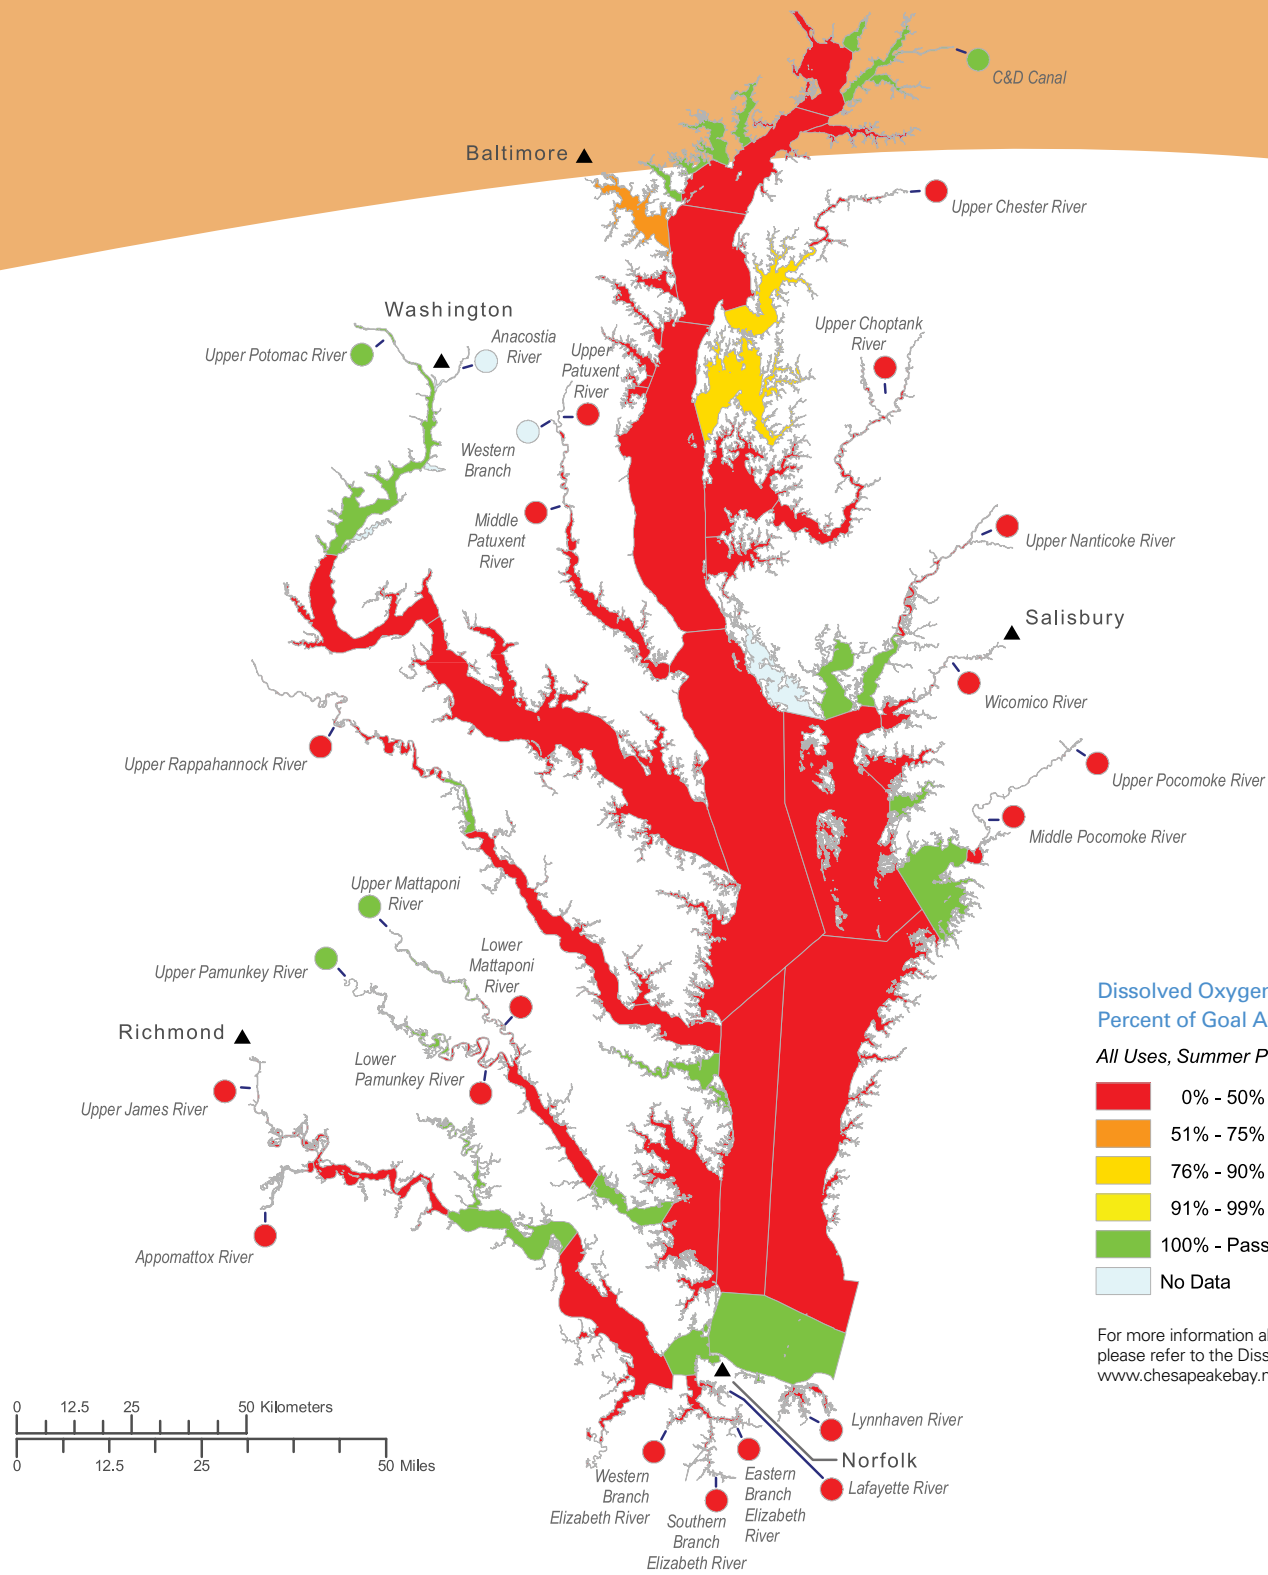 C&D Canal
Baltimore
Upper Chester River
Washington
Anacostia
River
Upper Potomac River
Upper
Patuxent
River
Upper Choptank
River
Western
Branch
Middle
Patuxent
River
Upper Nanticoke River
Salisbury
Wicomico River
Upper Rappahannock River
Upper Pocomoke River
Middle Pocomoke River
Upper Mattaponi
River
Lower
Mattaponi
River
Upper Pamunkey River
Richmond
Lower
Pamunkey River
Upper James River
Appomattox River
Dissolved Oxygen
Percent of Goal A
All Uses, Summer P
0% - 50%
51% - 75%
76% - 90%
91% - 99%
100% - Pass
No Data
For more information a
please refer to the Diss
www.chesapeakebay.n
0 12.5 25 50 Kilometers
0 12.5 25 50 Miles
Lynnhaven River
Norfolk
Lafayette River
Western
Branch
Elizabeth River
Eastern
Branch
Elizabeth
River
Southern
Branch
Elizabeth River